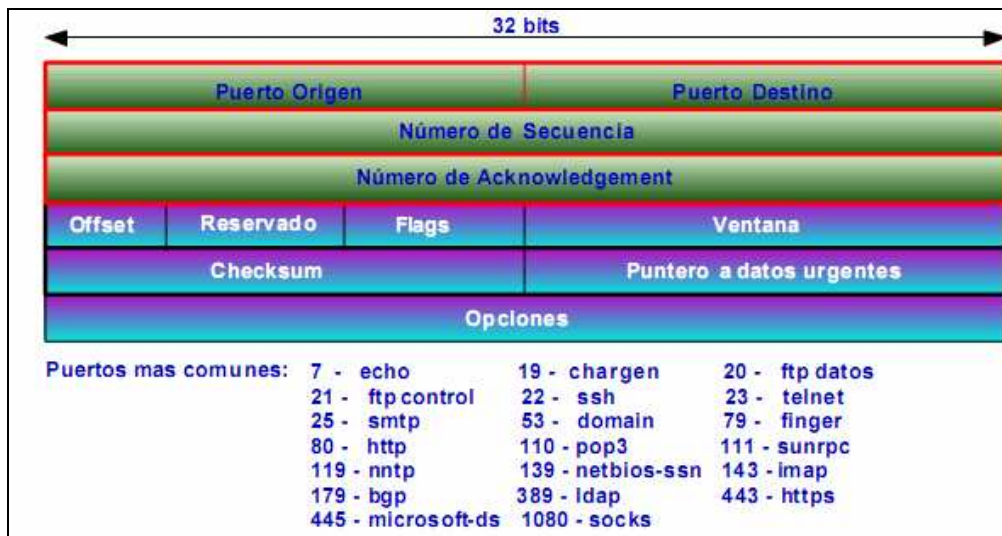 32 bits
Puerto Origen Puerto Destino
Número de Secuencia
Número de Acknowledgement
Offset Reservado Flags Ventana
Checksum Puntero a datos urgentes
Opciones
Puertos mas comunes: 7 - echo 19 - chargen 20 - ftp datos
21 - ftp control 22 - ssh 23 - telnet
25 - smtp 53 - domain 79 - finger
80 - http 110 - pop3 111 - sunrpc
119 - nntp 139 - netbios-ssn 143 - imap
179 - bgp 389 - ldap 443 - https
445 - microsoft-ds 1080 - socks